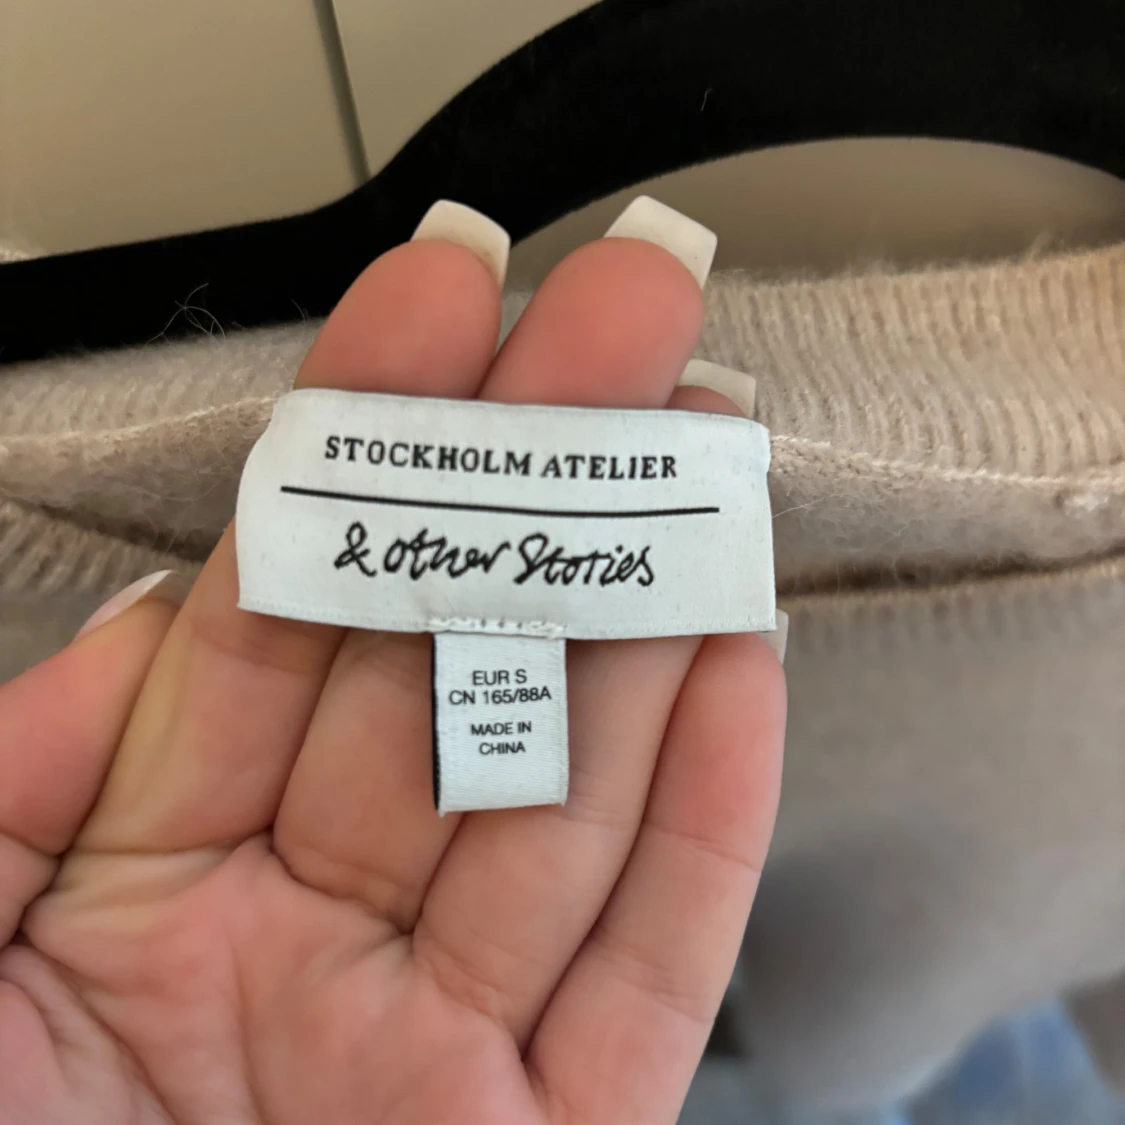 STOCKHOLM ATELIER
& other Stories
EUR S
CN 165/88A
MADE IN
CHINA